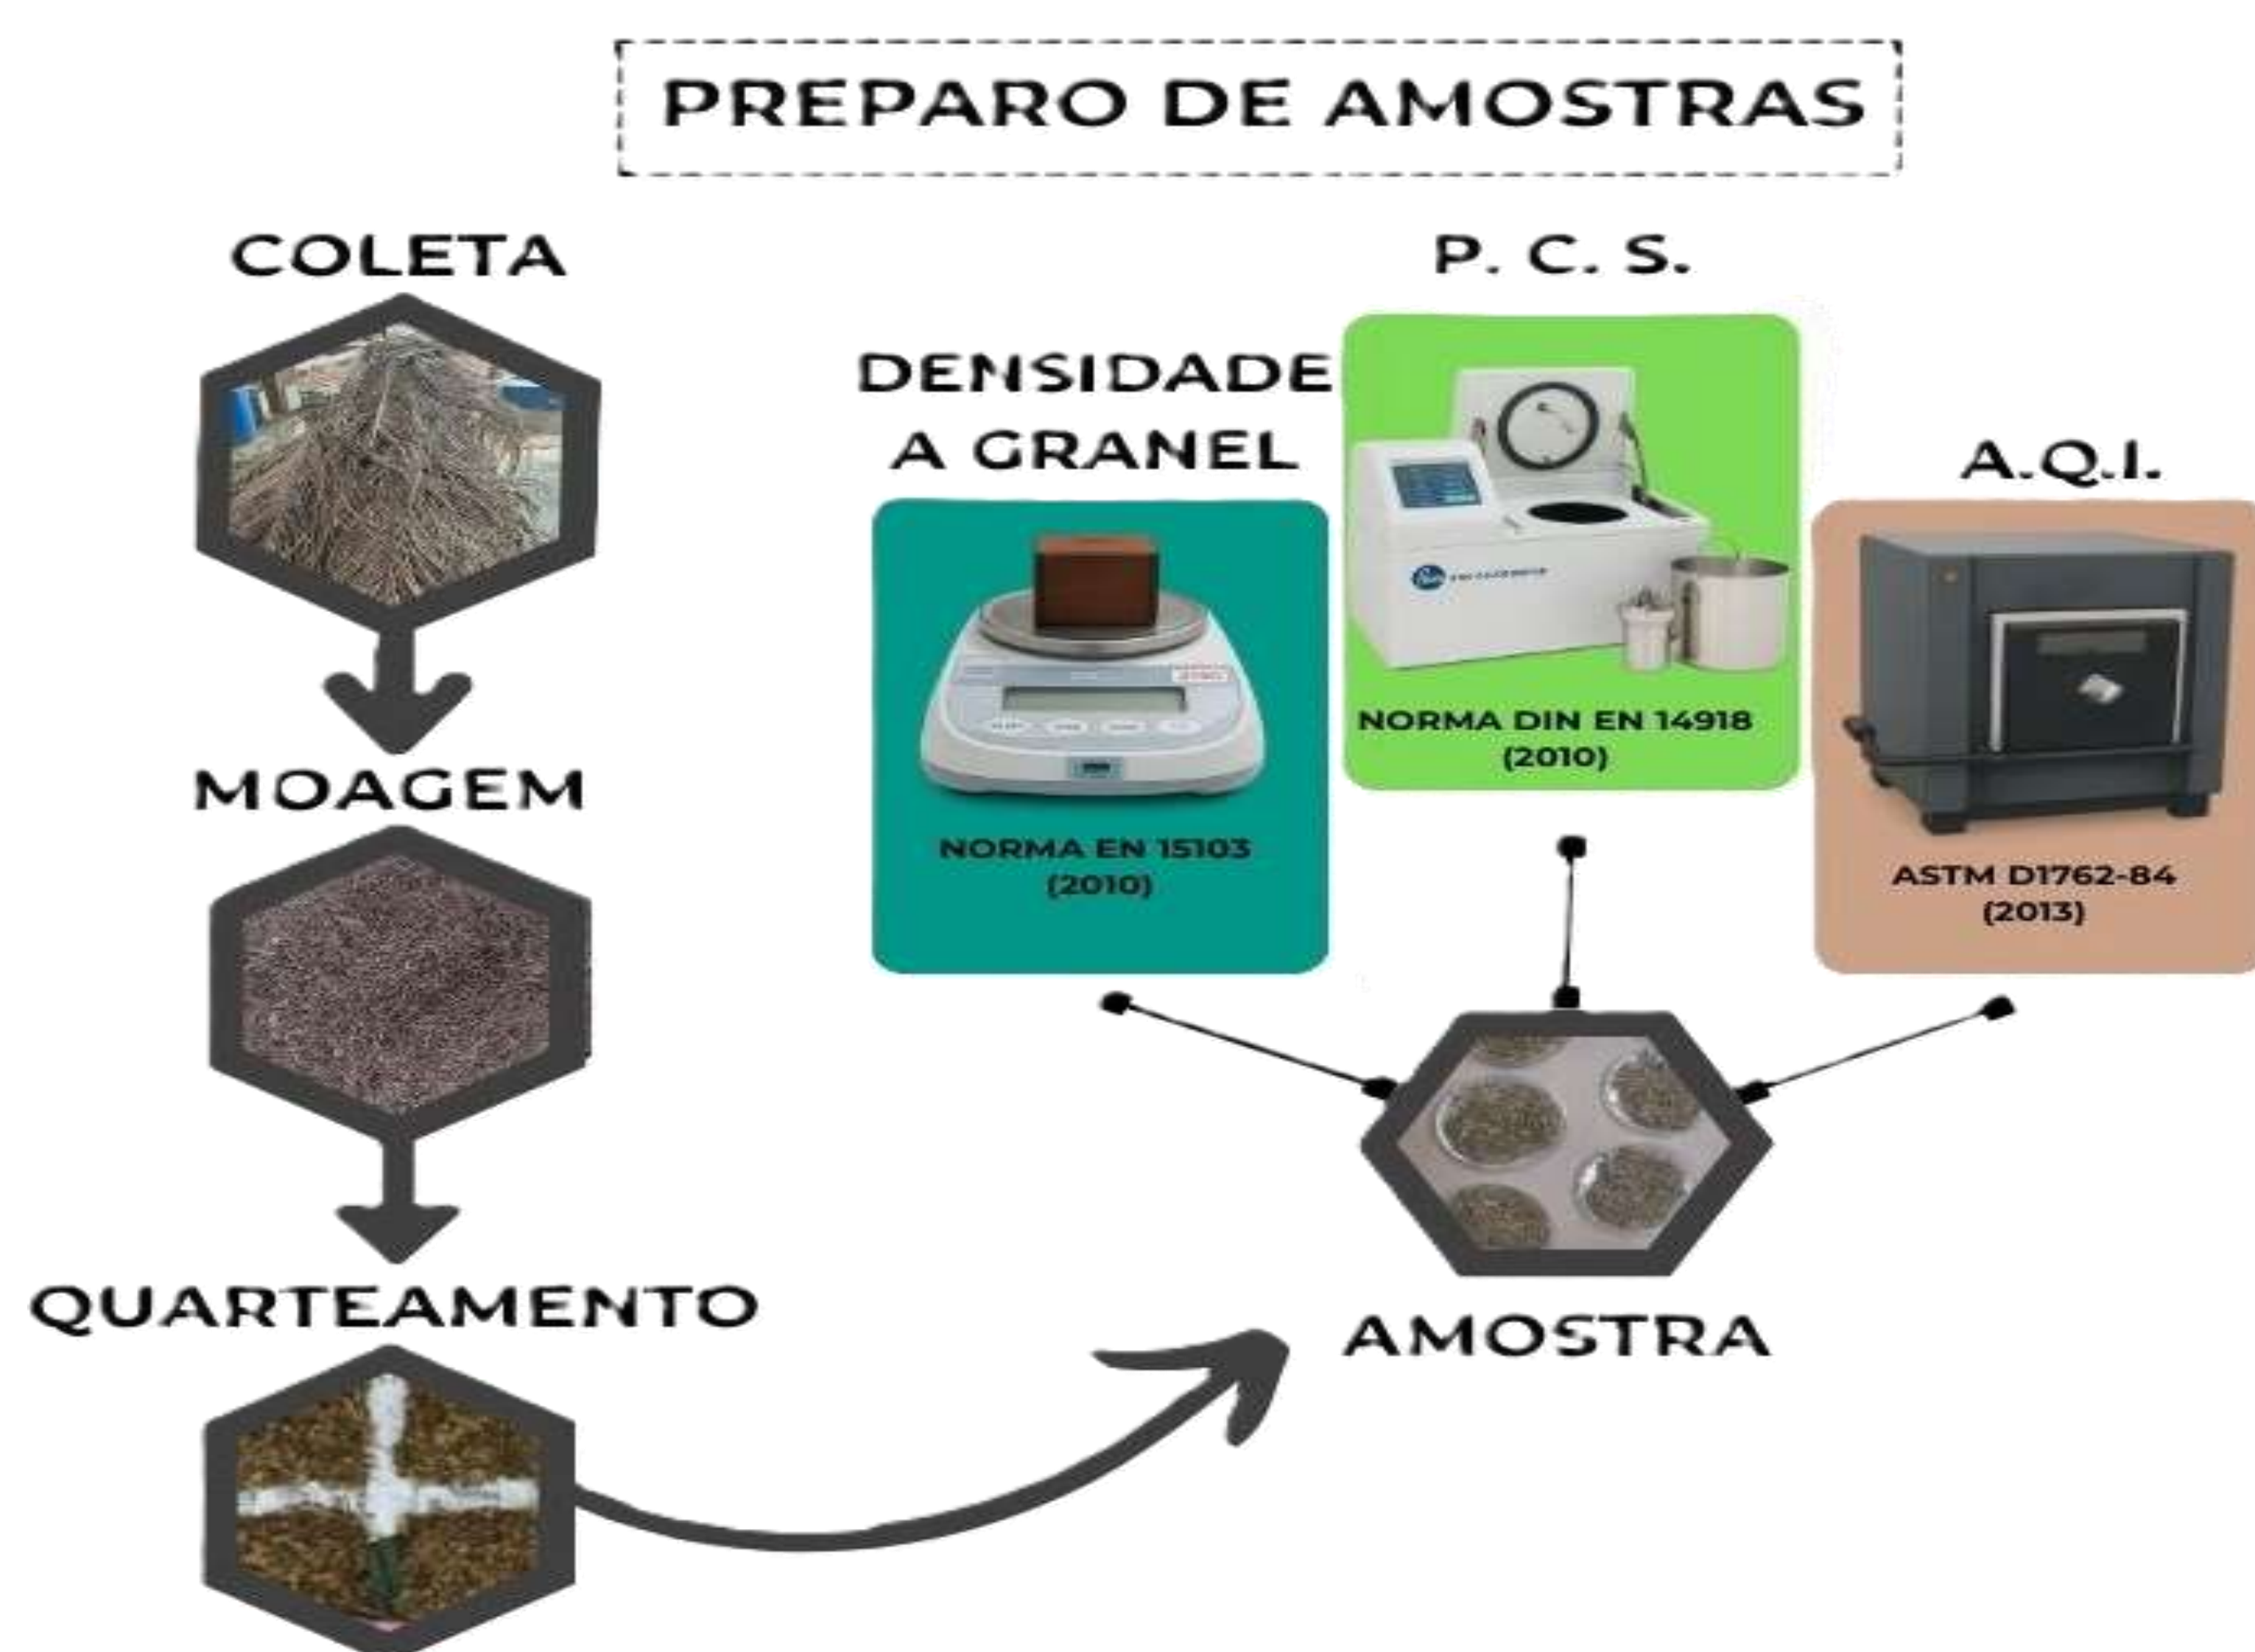 PREPARO DE AMOSTRAS
COLETA
MOAGEM
QUARTEAMENTO
DENSIDADE
A GRANEL
NORMA EN 15103
(2010)
P. C. S.
NORMA DIN EN 14918
(2010)
A.Q.I.
ASTM D1762-84
(2013)
AMOSTRA